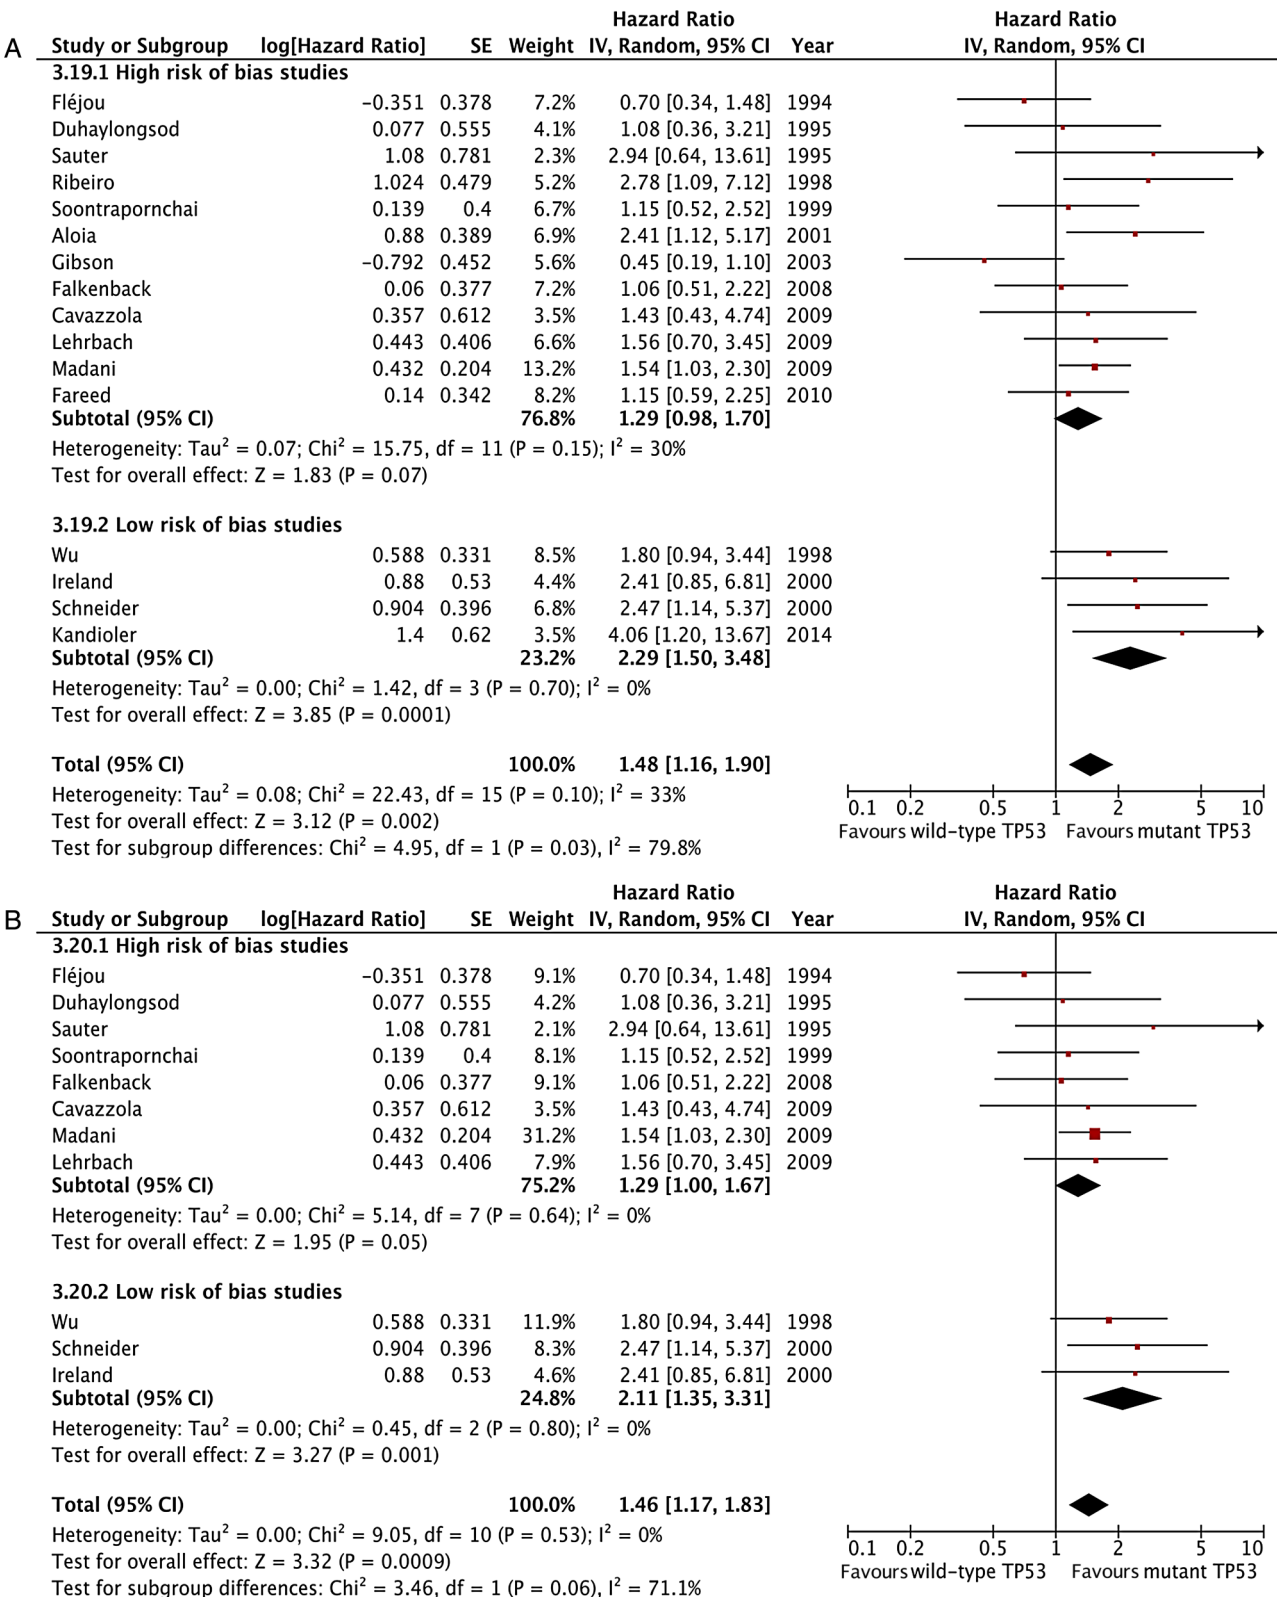 Hazard Ratio Hazard Ratio
A Study or Subgroup log[Hazard Ratio] SE Weight IV, Random, 95% CI Year IV, Random, 95% CI
3.19.1 High risk of bias studies
Fléjou −0.351 0.378 7.2% 0.70 [0.34, 1.48] 1994
Duhaylongsod 0.077 0.555 4.1% 1.08 [0.36, 3.21] 1995
Sauter 1.08 0.781 2.3% 2.94 [0.64, 13.61] 1995
Ribeiro 1.024 0.479 5.2% 2.78 [1.09, 7.12] 1998
Soontrapornchai 0.139 0.4 6.7% 1.15 [0.52, 2.52] 1999
Aloia 0.88 0.389 6.9% 2.41 [1.12, 5.17] 2001
Gibson −0.792 0.452 5.6% 0.45 [0.19, 1.10] 2003
Falkenback 0.06 0.377 7.2% 1.06 [0.51, 2.22] 2008
Cavazzola 0.357 0.612 3.5% 1.43 [0.43, 4.74] 2009
Lehrbach 0.443 0.406 6.6% 1.56 [0.70, 3.45] 2009
Madani 0.432 0.204 13.2% 1.54 [1.03, 2.30] 2009
Fareed 0.14 0.342 8.2% 1.15 [0.59, 2.25] 2010
Subtotal (95% CI) 76.8% 1.29 [0.98, 1.70]
Heterogeneity: Tau² = 0.07; Chi² = 15.75, df = 11 (P = 0.15); I² = 30%
Test for overall effect: Z = 1.83 (P = 0.07)
3.19.2 Low risk of bias studies
Wu 0.588 0.331 8.5% 1.80 [0.94, 3.44] 1998
Ireland 0.88 0.53 4.4% 2.41 [0.85, 6.81] 2000
Schneider 0.904 0.396 6.8% 2.47 [1.14, 5.37] 2000
Kandioler 1.4 0.62 3.5% 4.06 [1.20, 13.67] 2014
Subtotal (95% CI) 23.2% 2.29 [1.50, 3.48]
Heterogeneity: Tau² = 0.00; Chi² = 1.42, df = 3 (P = 0.70); I² = 0%
Test for overall effect: Z = 3.85 (P = 0.0001)
Total (95% CI) 100.0% 1.48 [1.16, 1.90]
Heterogeneity: Tau² = 0.08; Chi² = 22.43, df = 15 (P = 0.10); I² = 33%
Test for overall effect: Z = 3.12 (P = 0.002)
Test for subgroup differences: Chi² = 4.95, df = 1 (P = 0.03), I² = 79.8%
0.1 0.2 0.5 1 2 5 10
Favours wild-type TP53 Favours mutant TP53
Hazard Ratio Hazard Ratio
B Study or Subgroup log[Hazard Ratio] SE Weight IV, Random, 95% CI Year IV, Random, 95% CI
3.20.1 High risk of bias studies
Fléjou −0.351 0.378 9.1% 0.70 [0.34, 1.48] 1994
Duhaylongsod 0.077 0.555 4.2% 1.08 [0.36, 3.21] 1995
Sauter 1.08 0.781 2.1% 2.94 [0.64, 13.61] 1995
Soontrapornchai 0.139 0.4 8.1% 1.15 [0.52, 2.52] 1999
Falkenback 0.06 0.377 9.1% 1.06 [0.51, 2.22] 2008
Cavazzola 0.357 0.612 3.5% 1.43 [0.43, 4.74] 2009
Madani 0.432 0.204 31.2% 1.54 [1.03, 2.30] 2009
Lehrbach 0.443 0.406 7.9% 1.56 [0.70, 3.45] 2009
Subtotal (95% CI) 75.2% 1.29 [1.00, 1.67]
Heterogeneity: Tau² = 0.00; Chi² = 5.14, df = 7 (P = 0.64); I² = 0%
Test for overall effect: Z = 1.95 (P = 0.05)
3.20.2 Low risk of bias studies
Wu 0.588 0.331 11.9% 1.80 [0.94, 3.44] 1998
Schneider 0.904 0.396 8.3% 2.47 [1.14, 5.37] 2000
Ireland 0.88 0.53 4.6% 2.41 [0.85, 6.81] 2000
Subtotal (95% CI) 24.8% 2.11 [1.35, 3.31]
Heterogeneity: Tau² = 0.00; Chi² = 0.45, df = 2 (P = 0.80); I² = 0%
Test for overall effect: Z = 3.27 (P = 0.001)
Total (95% CI) 100.0% 1.46 [1.17, 1.83]
Heterogeneity: Tau² = 0.00; Chi² = 9.05, df = 10 (P = 0.53); I² = 0%
Test for overall effect: Z = 3.32 (P = 0.0009)
Test for subgroup differences: Chi² = 3.46, df = 1 (P = 0.06), I² = 71.1%
0.1 0.2 0.5 1 2 5 10
Favours wild-type TP53 Favours mutant TP53